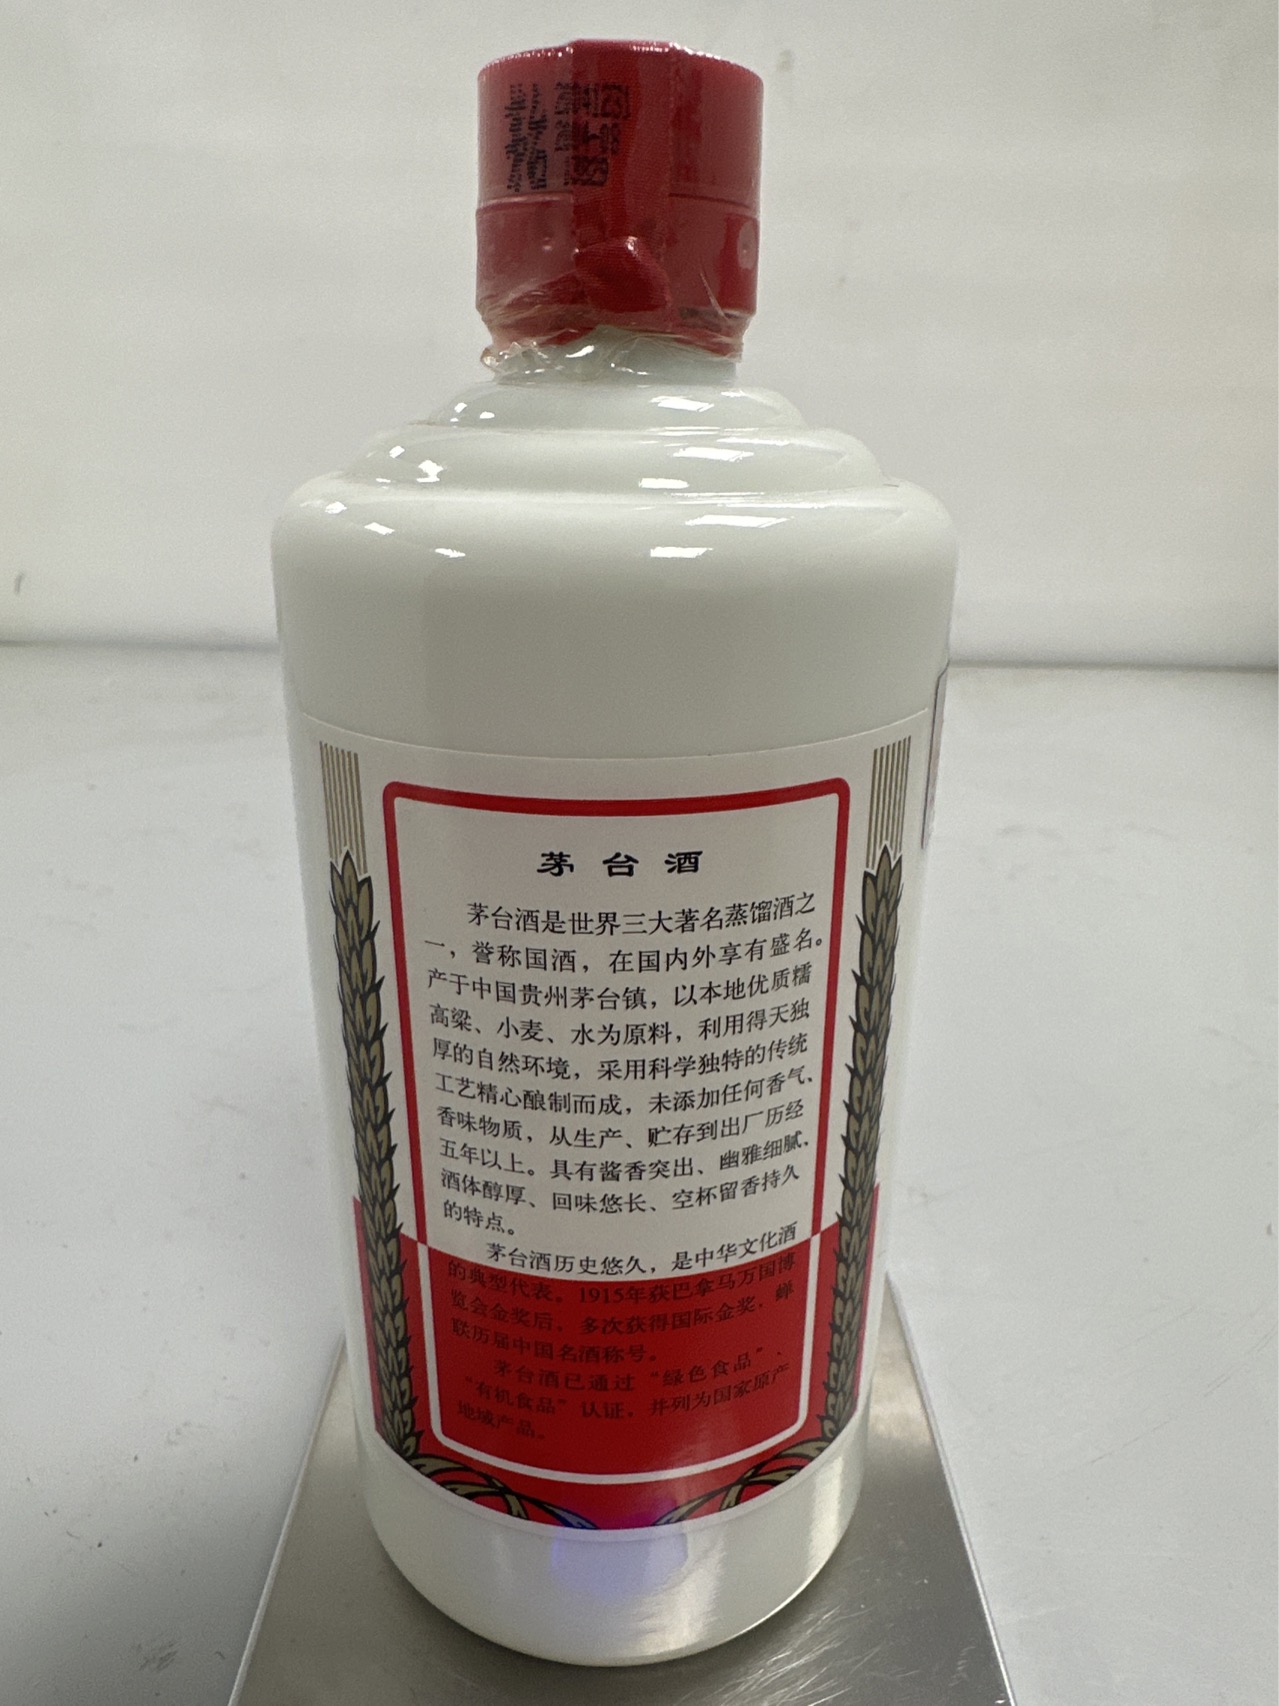 茅台酒
茅台酒是世界三大著名蒸馏酒之
一，誉称国酒，在国内外享有盛名。
产于中国贵州茅台镇，以本地优质糯
高粱、小麦、水为原料，利用得天独
厚的自然环境，采用科学独特的传统
工艺精心酿制而成，未添加任何香气、
香味物质，从生产、贮存到出厂历经
五年以上。具有酱香突出、幽雅细腻、
酒体醇厚、回味悠长、空杯留香持久
的特点。
茅台酒历史悠久，是中华文化酒
的典型代表。1915年获巴拿马万国博
览会金奖后，多次获得国际金奖，蝉
联历届中国名酒称号。
茅台酒已通过“绿色食品”、
“有机食品”认证，并列为国家原产
地域产品。